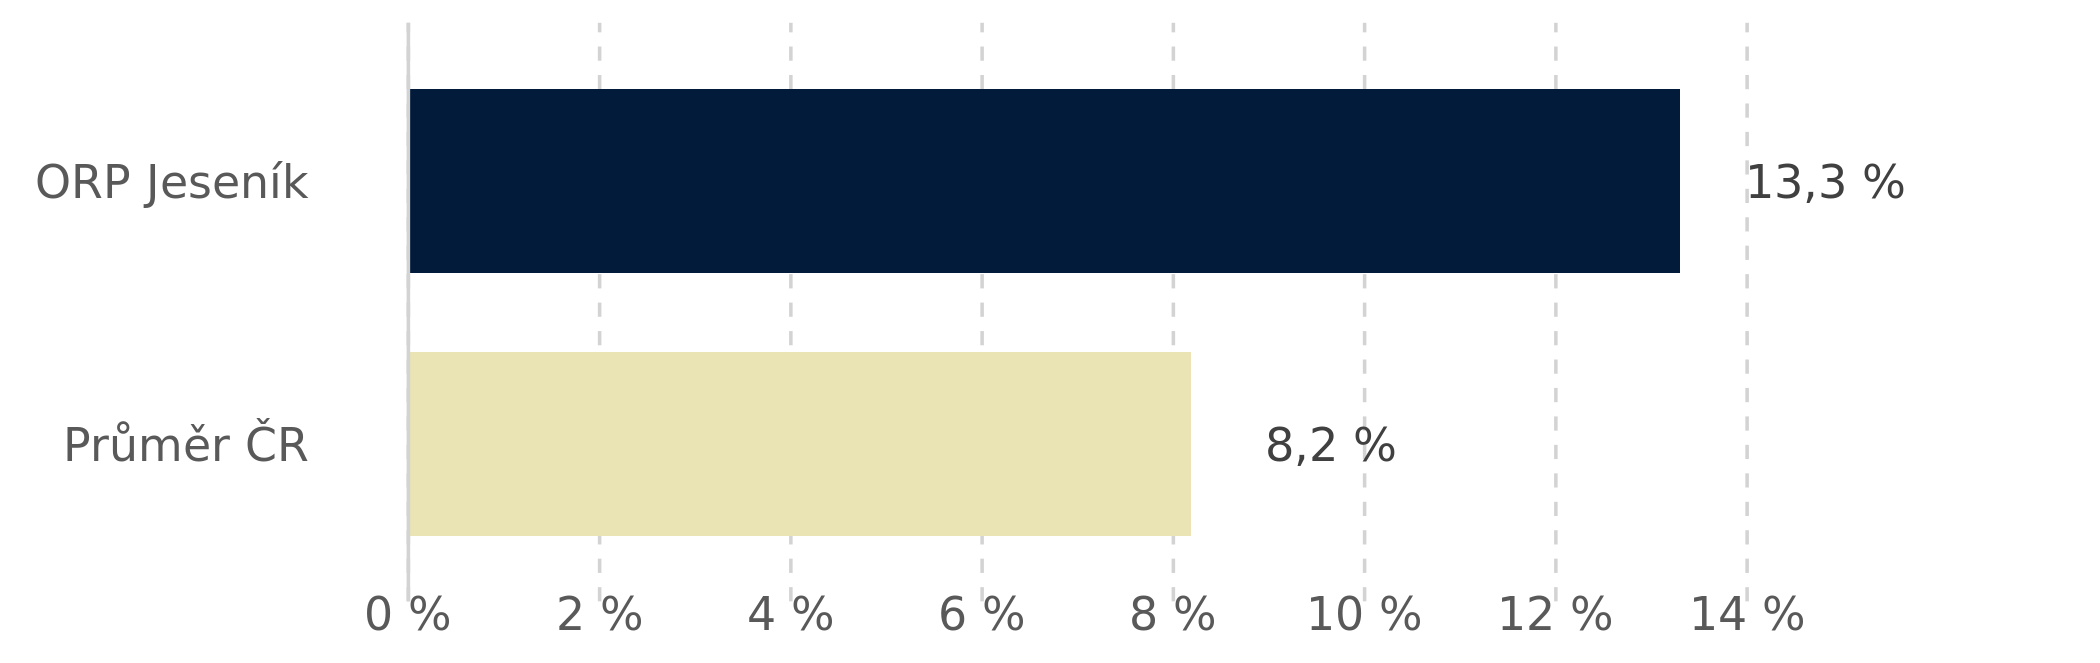 ORP Jeseník
13,3 %
Průměr ČR
8,2 %
0 % 2 % 4 % 6 % 8 % 10 % 12 % 14 %